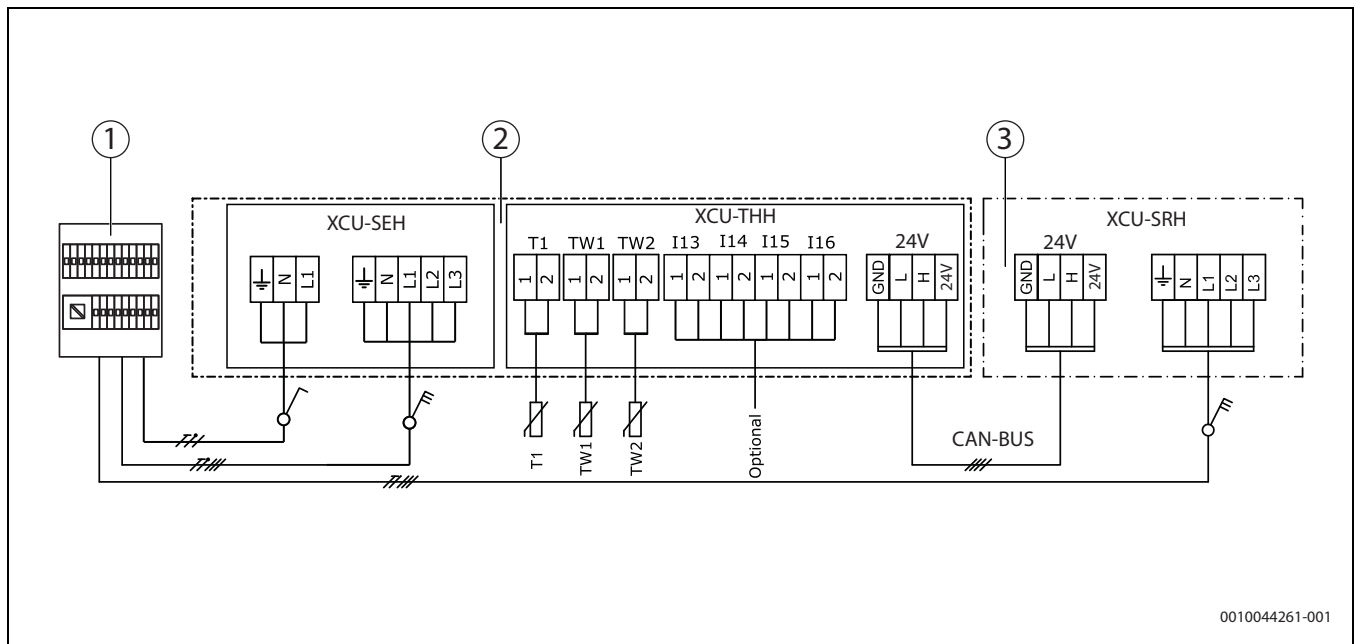 1 2 3
XCU-SEH XCU-THH XCU-SRH
T1 TW1 TW2 I13 I14 I15 I16 24V 24V
N L1
N L1 L2 L3
1 2 1 2 1 2
1 2 1 2 1 2 1 2
GND L H 24V
GND L H 24V
N L1 L2 L3
T1 TW1 TW2 Optional
CAN-BUS
0010044261-001